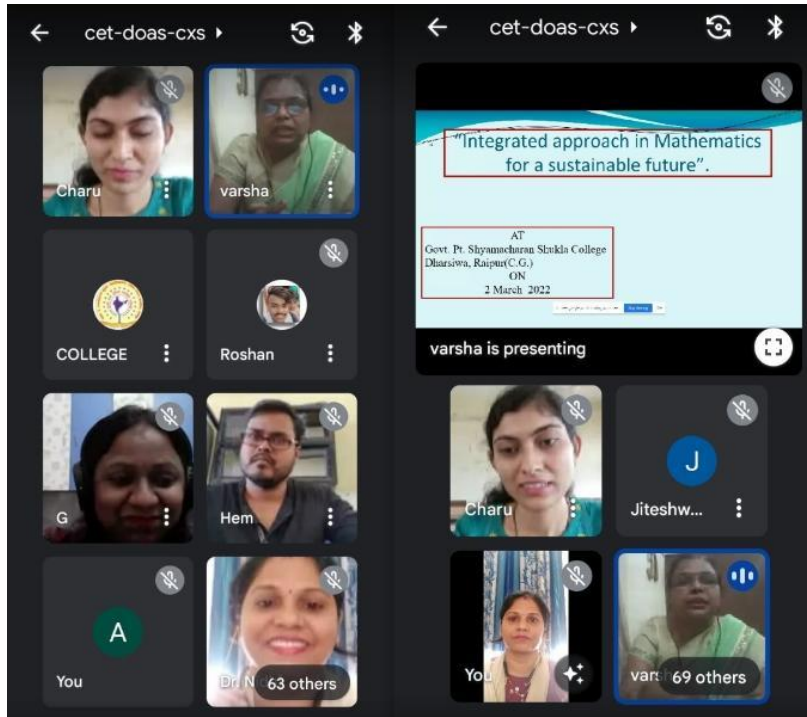 cet-doas-cxs
Charu
varsha
COLLEGE
Roshan
G
Hem
A
You
Dr. N
63 others
cet-doas-cxs
"Integrated approach in Mathematics
for a sustainable future".
AT
Govt. Pt. Shyamacharan Shukla College
Dharsiwa, Raipur(C.G.)
ON
2 March 2022
varsha is presenting
Charu
J
Jiteshw...
You
vars
69 others